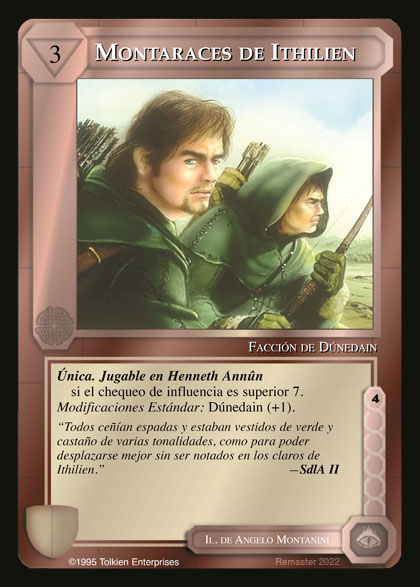 3
MONTARACES DE ITHILIEN
FACCIÓN DE DÚNEDAIN
Única. Jugable en Henneth Annûn
si el chequeo de influencia es superior 7.
Modificaciones Estándar: Dúnedain (+1).
4
“Todos ceñían espadas y estaban vestidos de verde y
castaño de varias tonalidades, como para poder
desplazarse mejor sin ser notados en los claros de
Ithilien.” —SdlA II
IL. DE ANGELO MONTANINI
©1995 Tolkien Enterprises
Remaster 2022